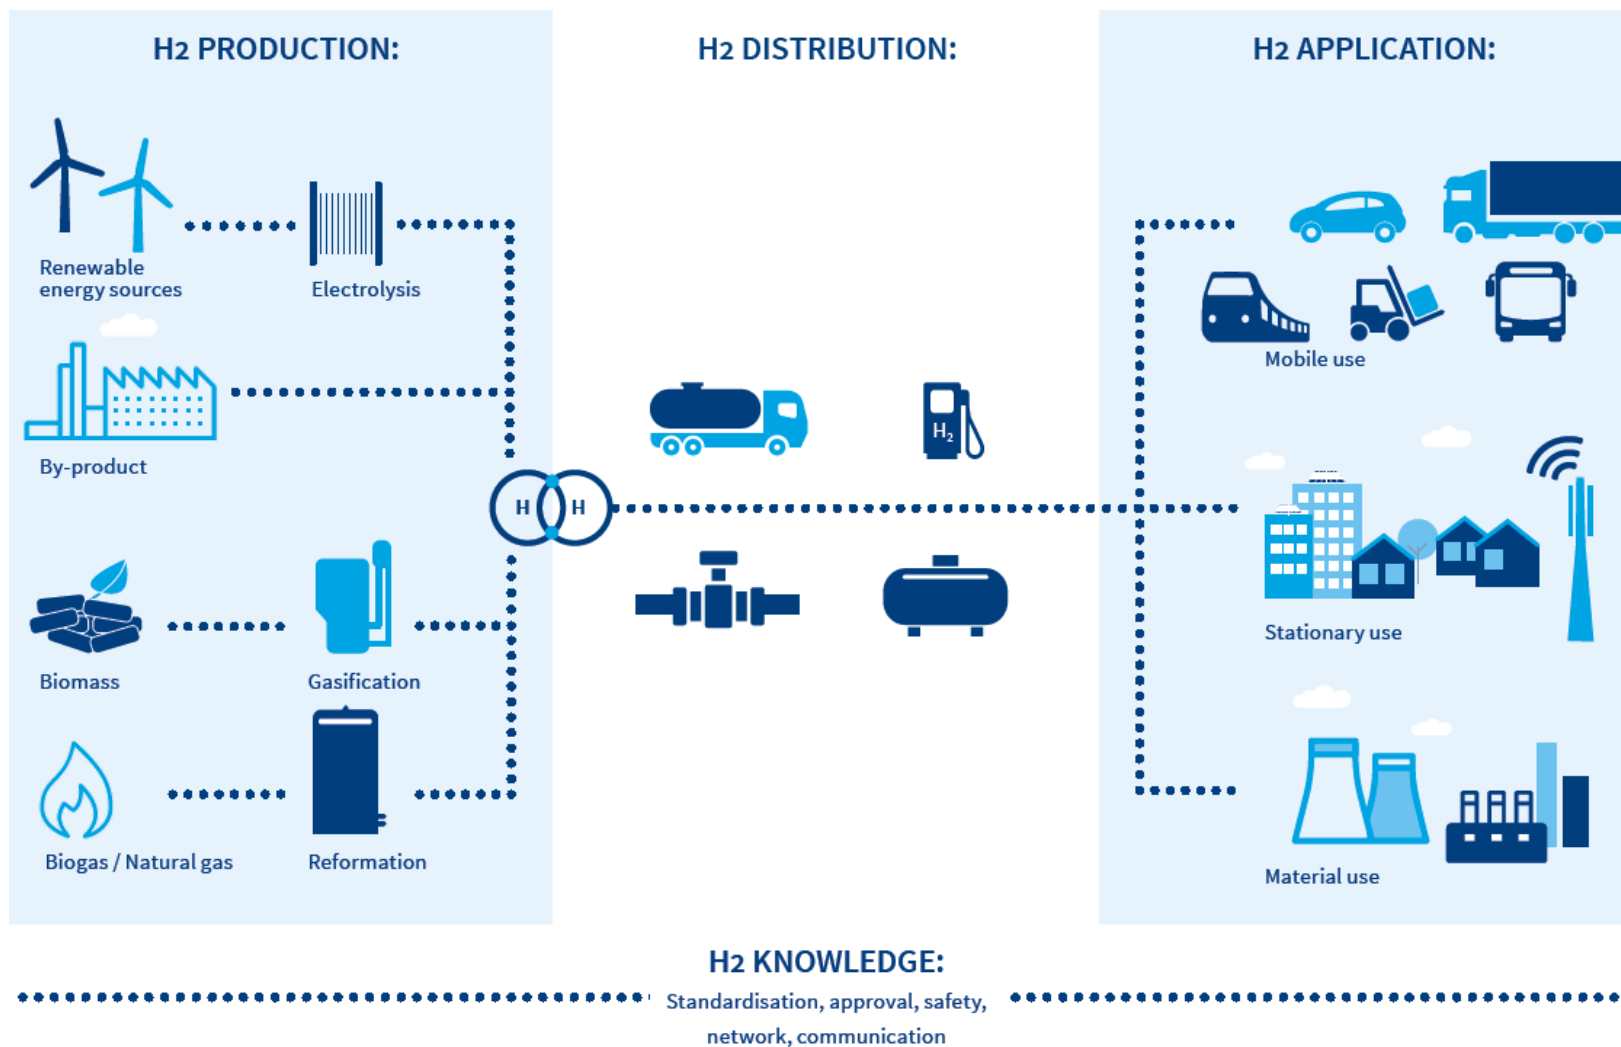 H2 PRODUCTION:
H2 DISTRIBUTION:
H2 APPLICATION:
Renewable
energy sources
Electrolysis
By-product
Biomass
Gasification
Biogas / Natural gas
Reformation
H H
H₂
Mobile use
Stationary use
Material use
H2 KNOWLEDGE:
Standardisation, approval, safety,
network, communication